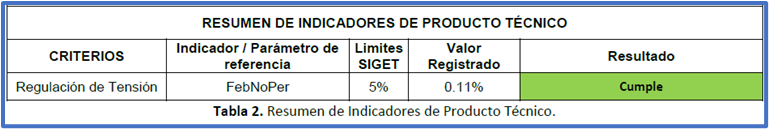 RESUMEN DE INDICADORES DE PRODUCTO TÉCNICO
CRITERIOS Indicador / Parámetro de referencia Limites SIGET Valor Registrado Resultado
Regulación de Tensión FebNoPer 5% 0.11% Cumple
Tabla 2. Resumen de Indicadores de Producto Técnico.